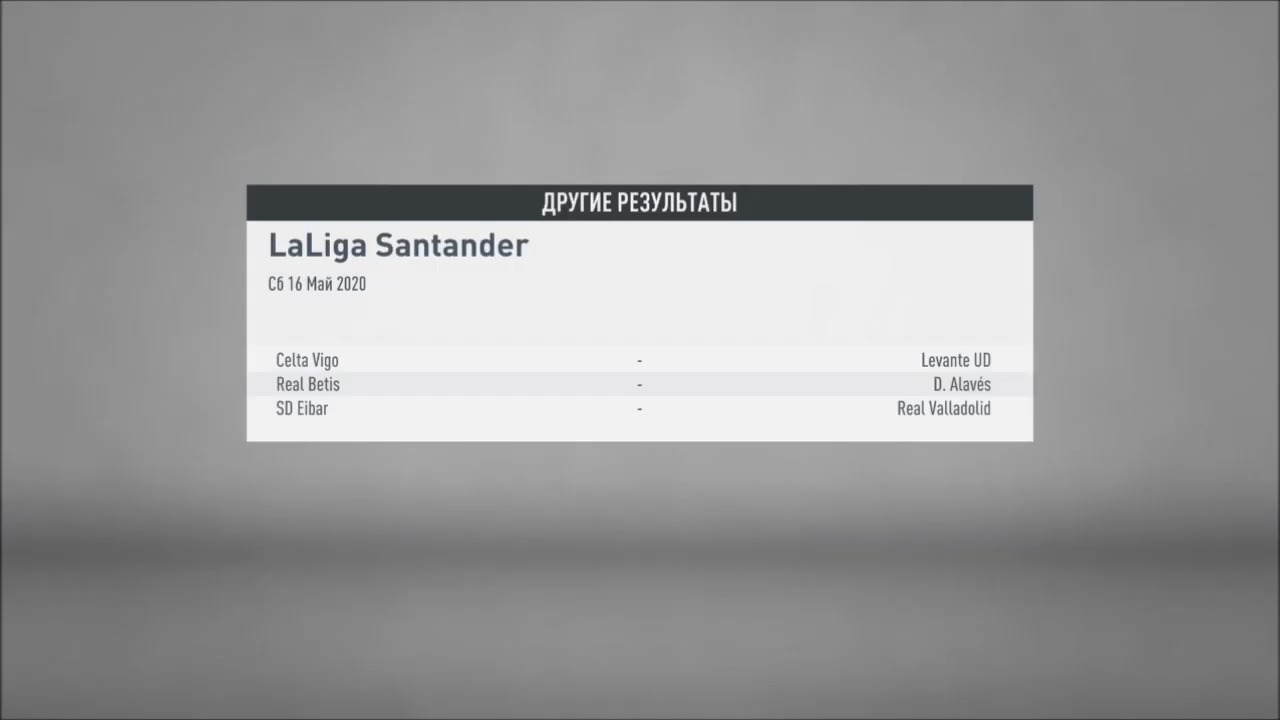 ДРУГИЕ РЕЗУЛЬТАТЫ
LaLiga Santander
Сб 16 Май 2020
Celta Vigo - Levante UD
Real Betis - D. Alavés
SD Eibar - Real Valladolid